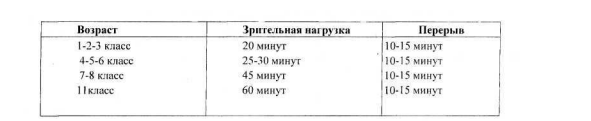 Возраст Зрительная нагрузка Перерыв
1-2-3 класс 20 минут 10-15 минут
4-5-6 класс 25-30 минут 10-15 минут
7-8 класс 45 минут 10-15 минут
11класс 60 минут 10-15 минут